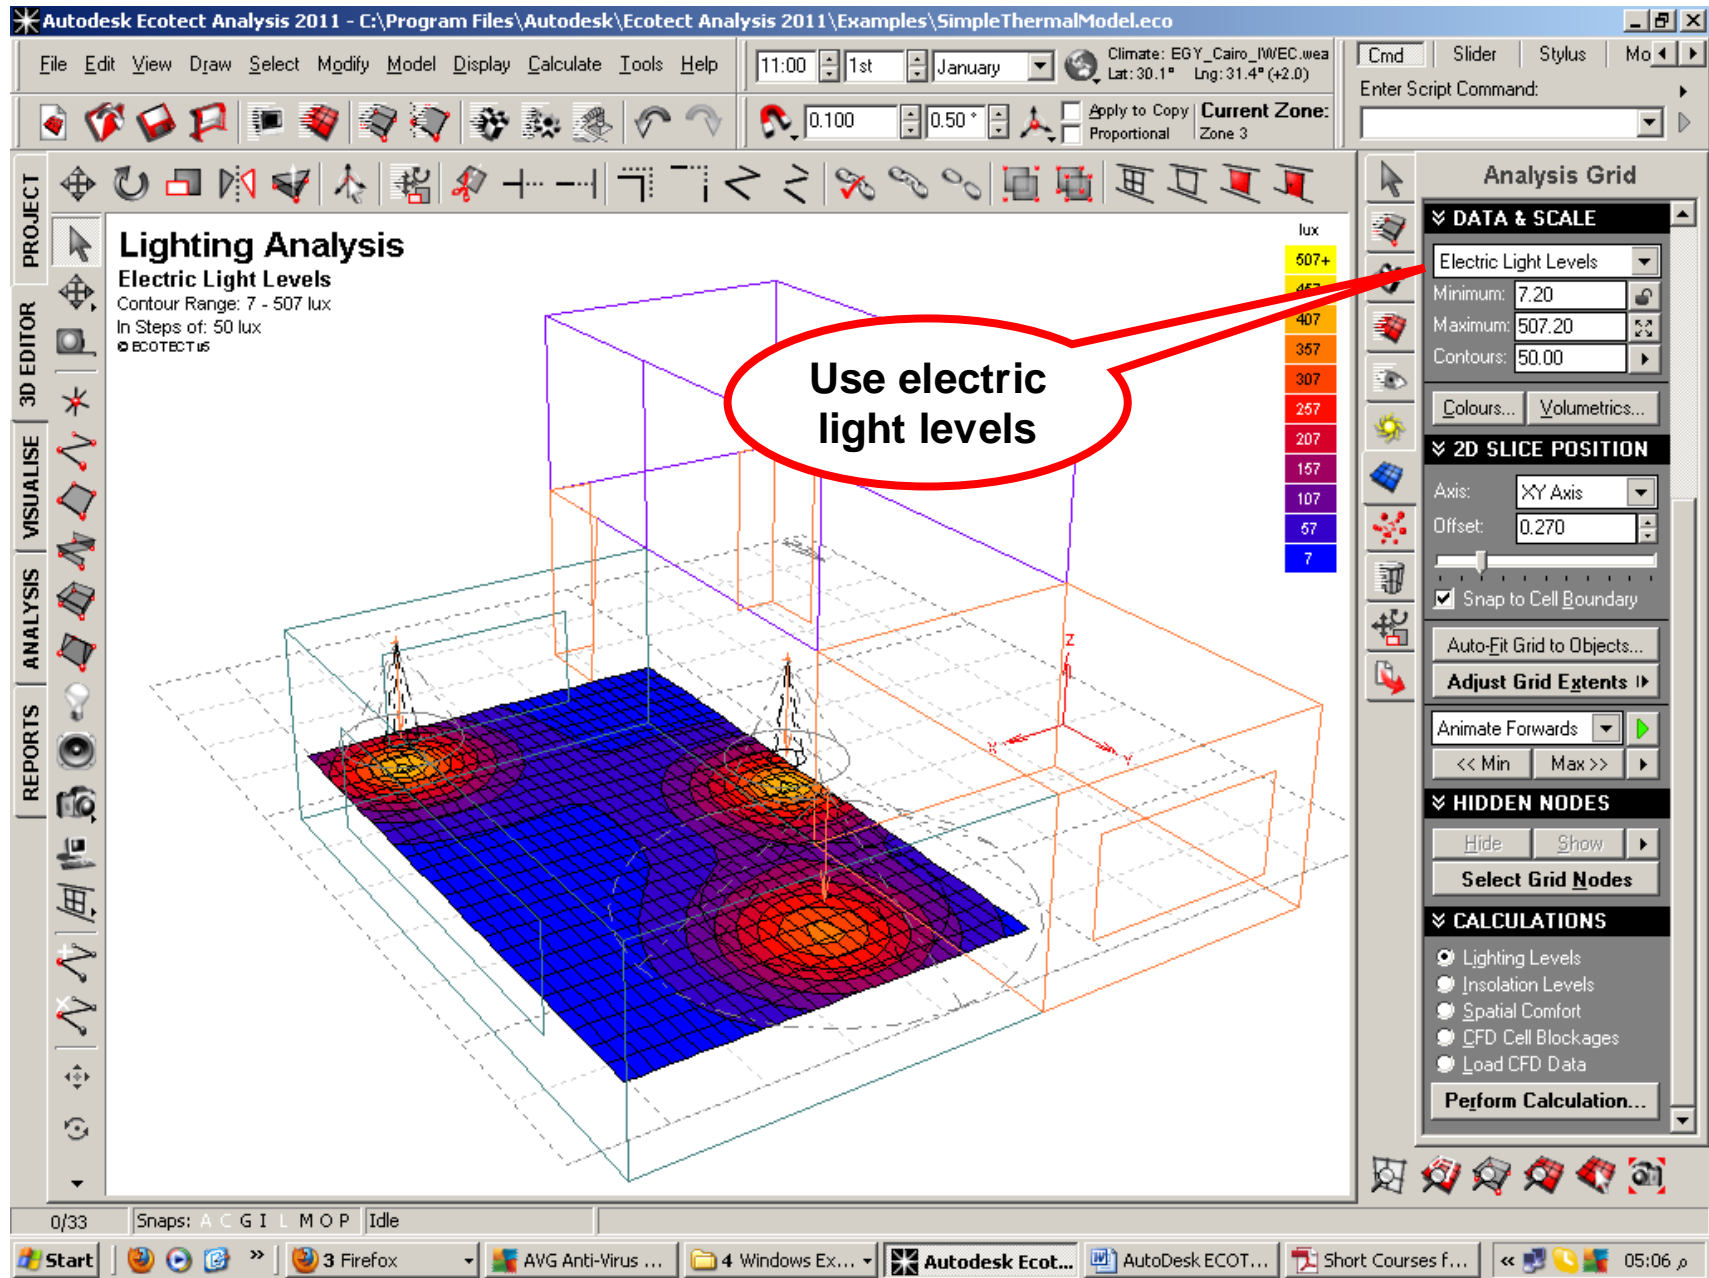 Autodesk Ecotect Analysis 2011 - C:\Program Files\Autodesk\Ecotect Analysis 2011\Examples\SimpleThermalModel.eco
File Edit View Draw Select Modify Model Display Calculate Tools Help
11:00 1st January
Climate: EGY_Cairo_IWEC.wea
Lat: 30.1° Lng: 31.4° (+2.0)
Cmd Slider Stylus Mo
Enter Script Command:
0.100 0.50 °
Apply to Copy
Proportional
Current Zone:
Zone 3
PROJECT
3D EDITOR
VISUALISE
ANALYSIS
REPORTS
Lighting Analysis
Electric Light Levels
Contour Range: 7 - 507 lux
In Steps of: 50 lux
© ECOTECT v5
lux
507+
407
357
307
257
207
157
107
57
7
Use electric
light levels
Z
X
Y
Analysis Grid
DATA & SCALE
Electric Light Levels
Minimum: 7.20
Maximum: 507.20
Contours: 50.00
Colours... Volumetrics...
2D SLICE POSITION
Axis: XY Axis
Offset: 0.270
Snap to Cell Boundary
Auto-Fit Grid to Objects...
Adjust Grid Extents
Animate Forwards
<< Min Max >>
HIDDEN NODES
Hide Show
Select Grid Nodes
CALCULATIONS
Lighting Levels
Insolation Levels
Spatial Comfort
CFD Cell Blockages
Load CFD Data
Perform Calculation...
0/33 Snaps: A C G I L M O P Idle
Start » 3 Firefox AVG Anti-Virus ... 4 Windows Ex... Autodesk Ecot... AutoDesk ECOT... Short Courses f... « 05:06 م